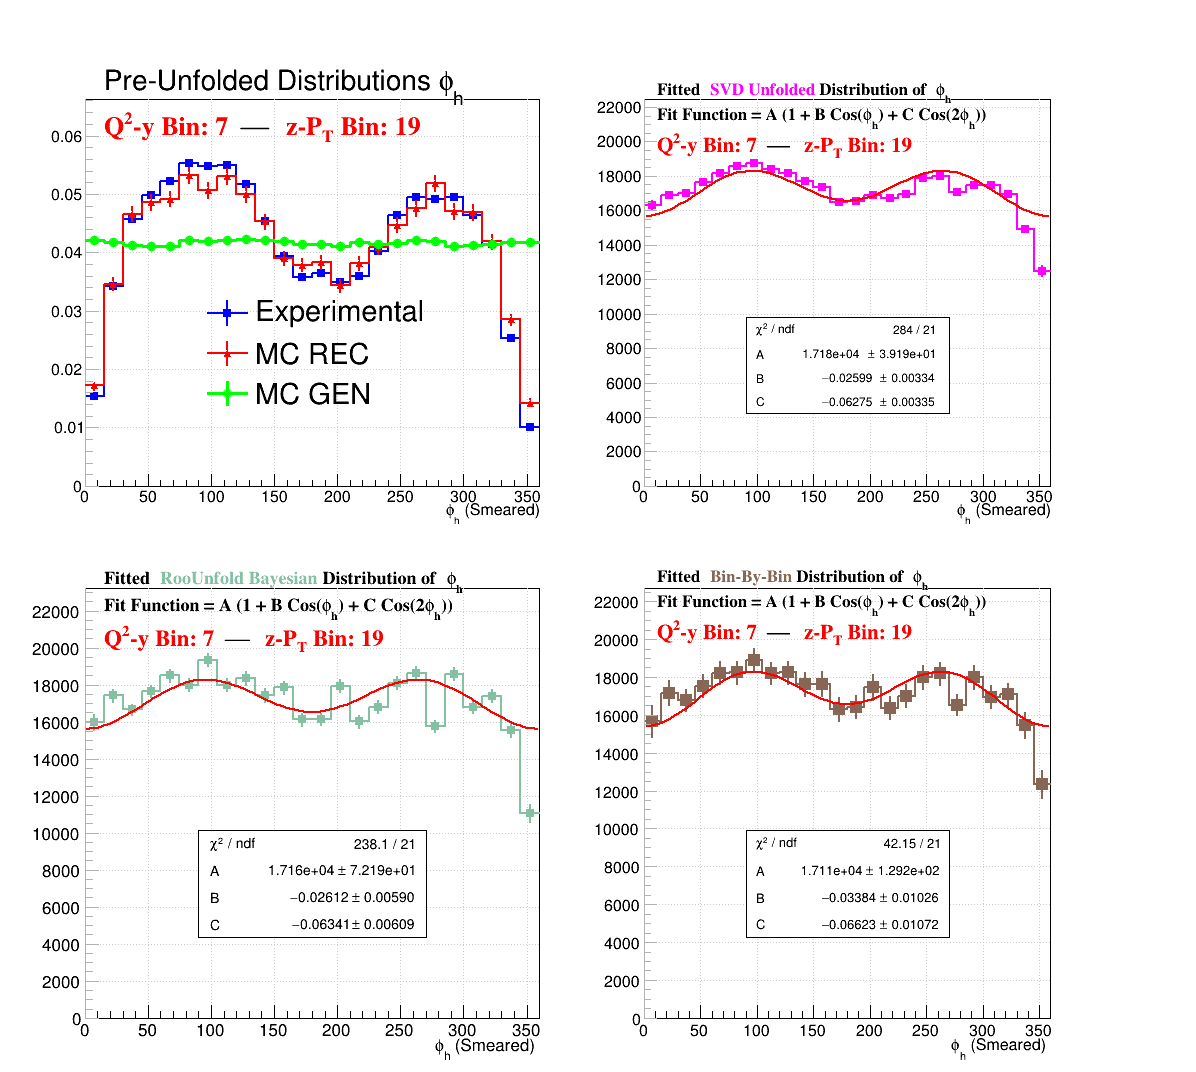 Pre-Unfolded Distributions ϕh
Q²-y Bin: 7 — z-PT Bin: 19
0.06
0.05
0.04
0.03
0.02
0.01
0
Experimental
MC REC
MC GEN
0 50 100 150 200 250 300 350
ϕh (Smeared)
Fitted SVD Unfolded Distribution of ϕh
Fit Function = A (1 + B Cos(ϕh) + C Cos(2ϕh))
Q²-y Bin: 7 — z-PT Bin: 19
22000
20000
18000
16000
14000
12000
10000
8000
6000
4000
2000
0
χ² / ndf 284 / 21
A 1.718e+04 ± 3.919e+01
B −0.02599 ± 0.00334
C −0.06275 ± 0.00335
0 50 100 150 200 250 300 350
ϕh (Smeared)
Fitted RooUnfold Bayesian Distribution of ϕh
Fit Function = A (1 + B Cos(ϕh) + C Cos(2ϕh))
Q²-y Bin: 7 — z-PT Bin: 19
22000
20000
18000
16000
14000
12000
10000
8000
6000
4000
2000
0
χ² / ndf 238.1 / 21
A 1.716e+04 ± 7.219e+01
B −0.02612 ± 0.00590
C −0.06341 ± 0.00609
0 50 100 150 200 250 300 350
ϕh (Smeared)
Fitted Bin-By-Bin Distribution of ϕh
Fit Function = A (1 + B Cos(ϕh) + C Cos(2ϕh))
Q²-y Bin: 7 — z-PT Bin: 19
22000
20000
18000
16000
14000
12000
10000
8000
6000
4000
2000
0
χ² / ndf 42.15 / 21
A 1.711e+04 ± 1.292e+02
B −0.03384 ± 0.01026
C −0.06623 ± 0.01072
0 50 100 150 200 250 300 350
ϕh (Smeared)